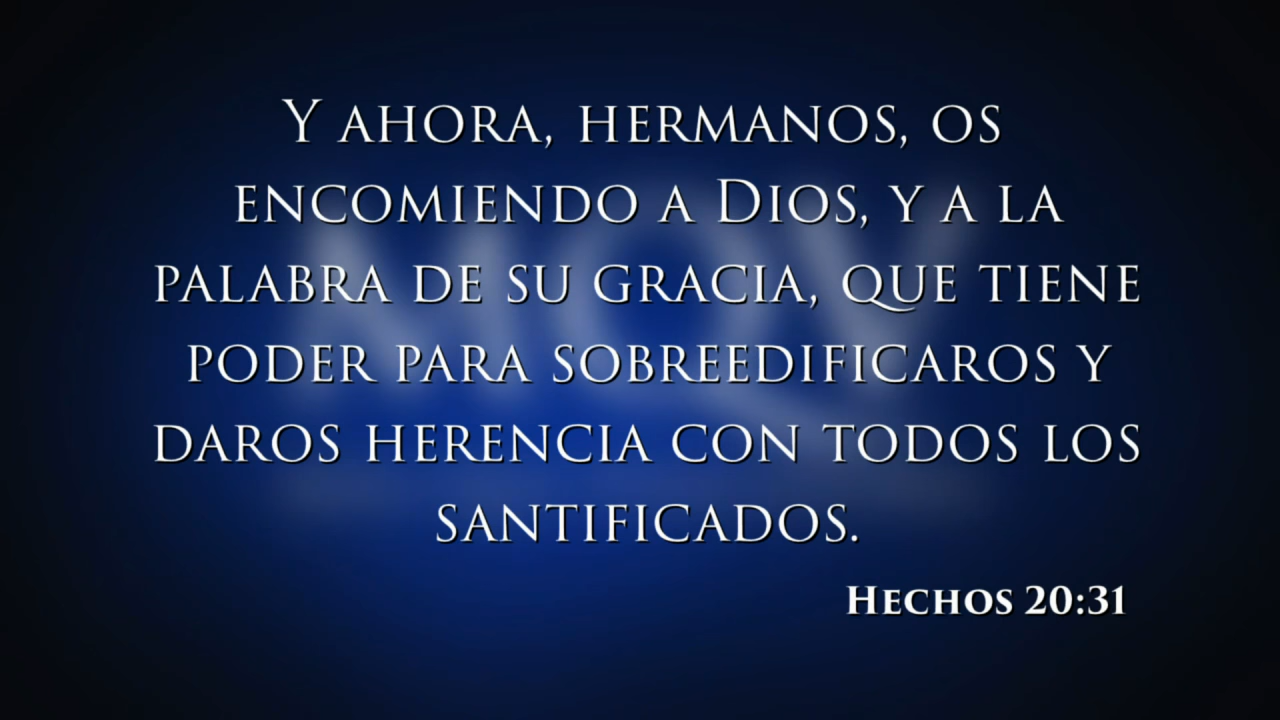 Y ahora, hermanos, os
encomiendo a Dios, y a la
palabra de su gracia, que tiene
poder para sobreedificaros y
daros herencia con todos los
santificados.
Hechos 20:31